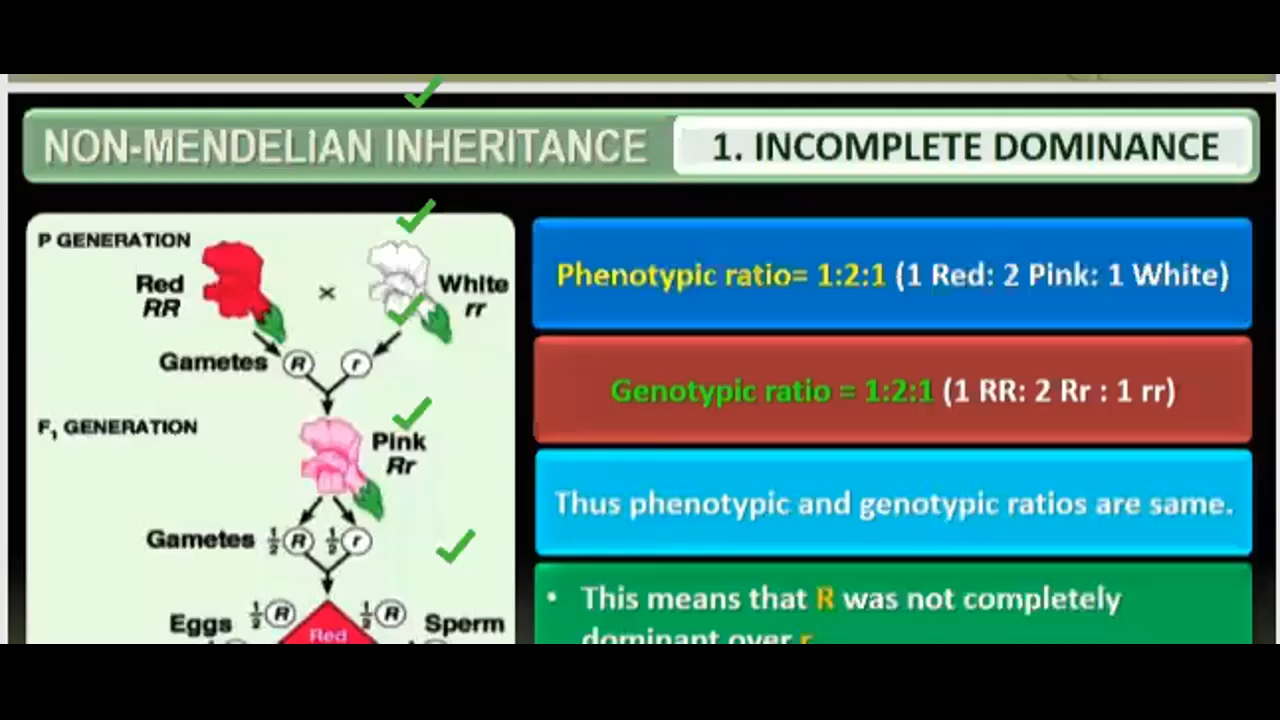 NON-MENDELIAN INHERITANCE
1. INCOMPLETE DOMINANCE
P GENERATION
Red
RR
×
White
rr
Gametes R r
F1 GENERATION
Pink
Rr
Gametes 1/2 R 1/2 r
Eggs 1/2 R 1/2 R Sperm
Red
Phenotypic ratio= 1:2:1 (1 Red: 2 Pink: 1 White)
Genotypic ratio = 1:2:1 (1 RR: 2 Rr : 1 rr)
Thus phenotypic and genotypic ratios are same.
• This means that R was not completely
dominant over r